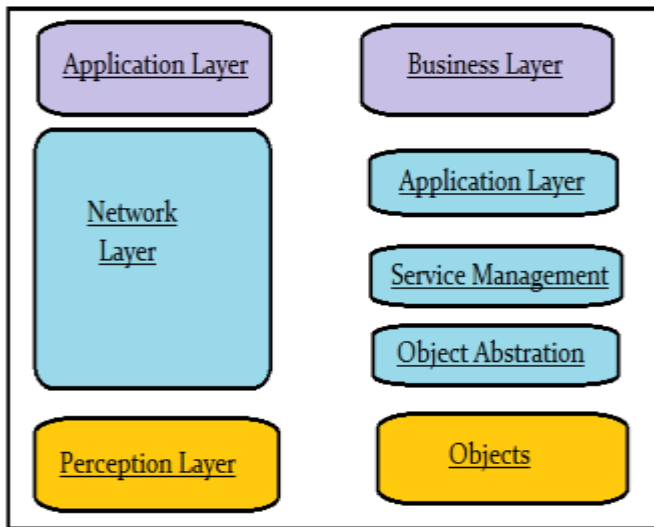 Application Layer
Network
Layer
Perception Layer
Business Layer
Application Layer
Service Management
Object Abstration
Objects